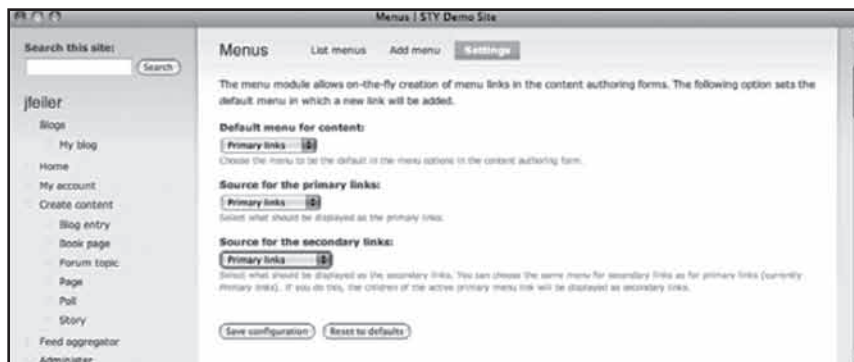 Menus | STY Demo Site
Search this site:
Search
jfeiler
Blogs
My blog
Home
My account
Create content
Blog entry
Book page
Forum topic
Page
Poll
Story
Feed aggregator
Administer
Menus List menus Add menu Settings
The menu module allows on-the-fly creation of menu links in the content authoring forms. The following option sets the
default menu in which a new link will be added.
Default menu for content:
Primary links
Choose the menu to be the default in the menu options in the content authoring form.
Source for the primary links:
Primary links
Select what should be displayed as the primary links.
Source for the secondary links:
Primary links
Select what should be displayed as the secondary links. You can choose the same menu for secondary links as for primary links (currently
Primary links). If you do this, the children of the active primary menu link will be displayed as secondary links.
Save configuration Reset to defaults